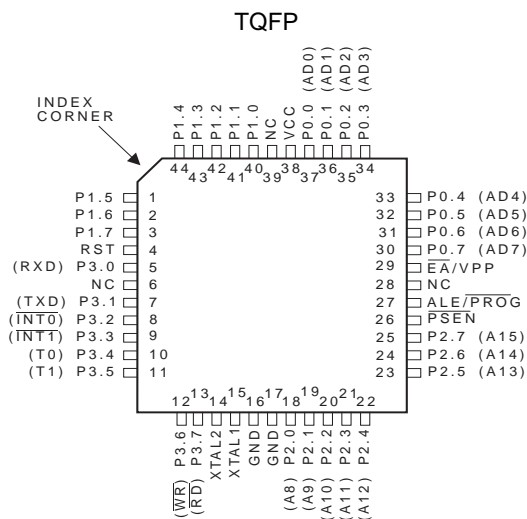 TQFP
INDEX
CORNER
P1.4
P1.3
P1.2
P1.1
P1.0
NC
VCC
P0.0 (AD0)
P0.1 (AD1)
P0.2 (AD2)
P0.3 (AD3)
44
43
42
41
40
39
38
37
36
35
34
P1.5 1
P1.6 2
P1.7 3
RST 4
(RXD) P3.0 5
NC 6
(TXD) P3.1 7
(INT0) P3.2 8
(INT1) P3.3 9
(T0) P3.4 10
(T1) P3.5 11
33 P0.4 (AD4)
32 P0.5 (AD5)
31 P0.6 (AD6)
30 P0.7 (AD7)
29 EA/VPP
28 NC
27 ALE/PROG
26 PSEN
25 P2.7 (A15)
24 P2.6 (A14)
23 P2.5 (A13)
12
13
14
15
16
17
18
19
20
21
22
(WR) P3.6
(RD) P3.7
XTAL2
XTAL1
GND
GND
(A8) P2.0
(A9) P2.1
(A10) P2.2
(A11) P2.3
(A12) P2.4